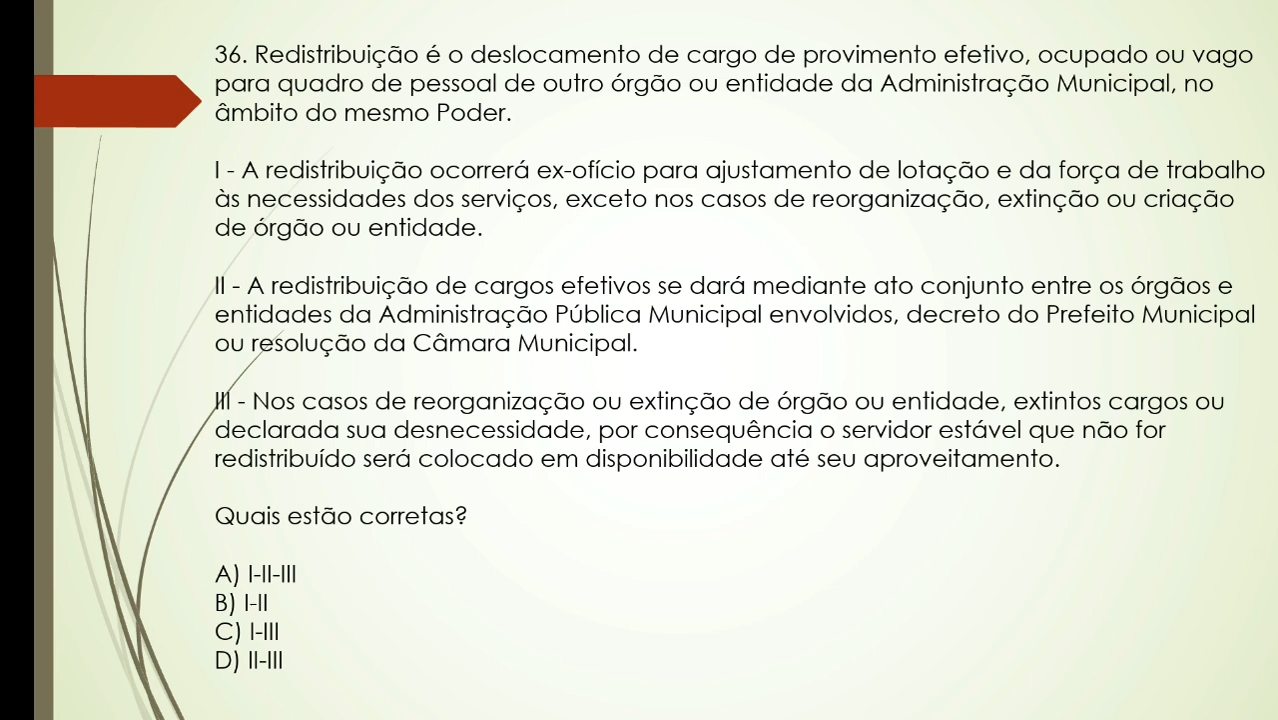 36. Redistribuição é o deslocamento de cargo de provimento efetivo, ocupado ou vago
para quadro de pessoal de outro órgão ou entidade da Administração Municipal, no
âmbito do mesmo Poder.
I - A redistribuição ocorrerá ex-ofício para ajustamento de lotação e da força de trabalho
às necessidades dos serviços, exceto nos casos de reorganização, extinção ou criação
de órgão ou entidade.
II - A redistribuição de cargos efetivos se dará mediante ato conjunto entre os órgãos e
entidades da Administração Pública Municipal envolvidos, decreto do Prefeito Municipal
ou resolução da Câmara Municipal.
III - Nos casos de reorganização ou extinção de órgão ou entidade, extintos cargos ou
declarada sua desnecessidade, por consequência o servidor estável que não for
redistribuído será colocado em disponibilidade até seu aproveitamento.
Quais estão corretas?
A) I-II-III
B) I-II
C) I-III
D) II-III